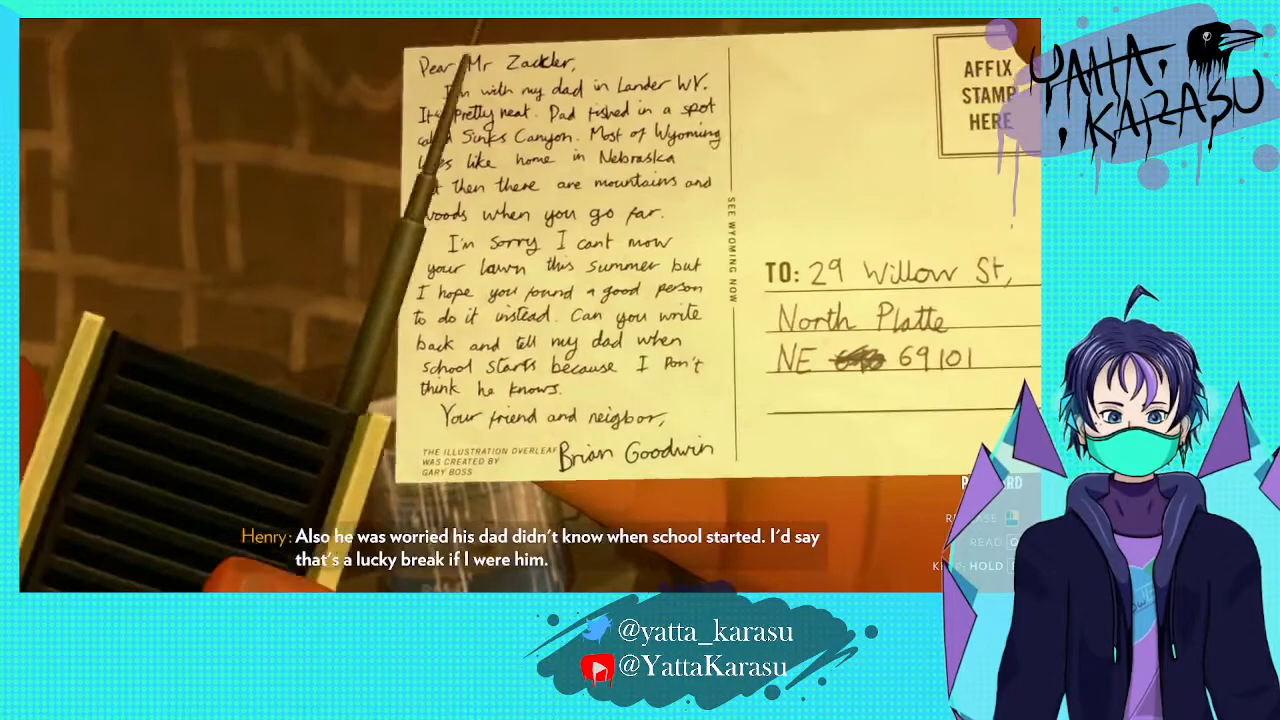 Dear Mr Zackler,
with my dad in Lander WY.
pretty neat. Dad fished in a spot
Sinks Canyon. Most of Wyoming
like home in Nebraska
then there are mountains and
woods when you go far.
I'm sorry I cant mow
your lawn this summer but
I hope you found a good person
to do it instead. Can you write
back and tell my dad when
school starts because I Don't
think he knows.
Your friend and neigbor,
Brian Goodwin
THE ILLUSTRATION OVERLEAF
WAS CREATED BY
GARY BOSS
SEE WYOMING NOW
AFFIX
STAMP
HERE
TO: 29 Willow St,
North Platte
NE 69101
READ
HOLD
Henry: Also he was worried his dad didn't know when school started. I'd say
that's a lucky break if I were him.
YATTA.
KARASU
@yatta_karasu
@YattaKarasu